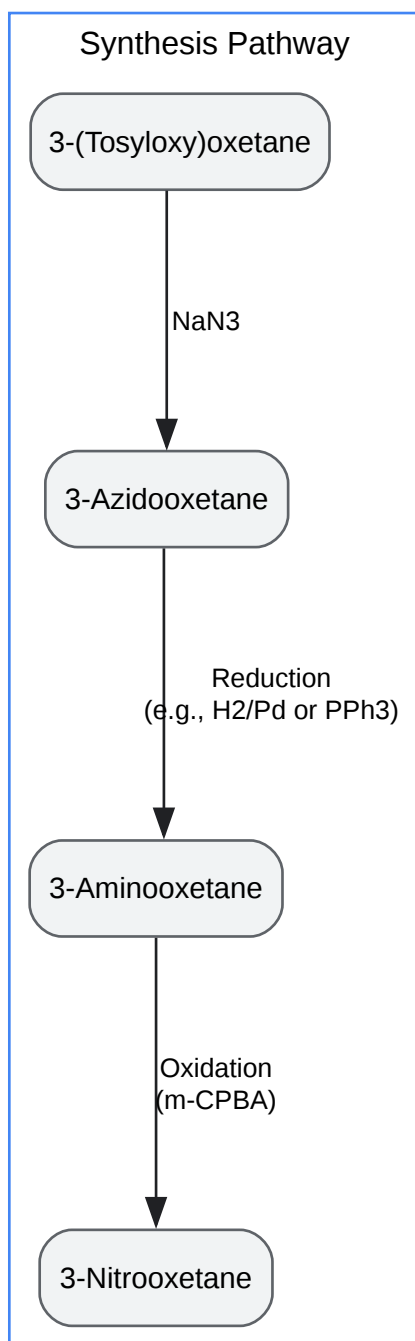 Synthesis Pathway
3-(Tosyloxy)oxetane
NaN3
3-Azidooxetane
Reduction
(e.g., H2/Pd or PPh3)
3-Aminooxetane
Oxidation
(m-CPBA)
3-Nitrooxetane